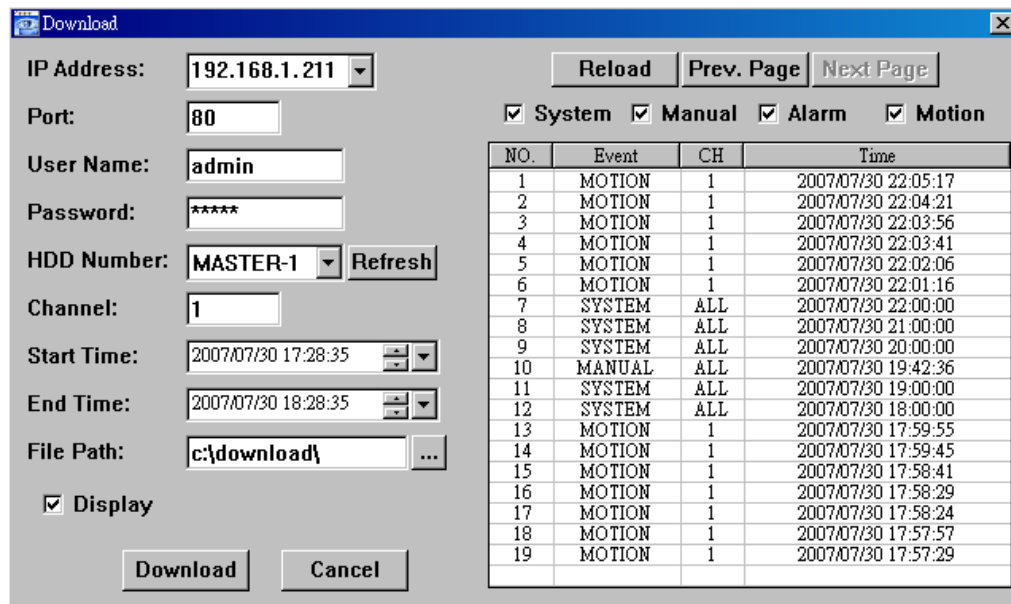 Download
IP Address: 192.168.1.211
Port: 80
User Name: admin
Password: *****
HDD Number: MASTER-1 Refresh
Channel: 1
Start Time: 2007/07/30 17:28:35
End Time: 2007/07/30 18:28:35
File Path: c:\download\ ...
Display
Download Cancel
Reload Prev. Page Next Page
System Manual Alarm Motion
NO. Event CH Time
1 MOTION 1 2007/07/30 22:05:17
2 MOTION 1 2007/07/30 22:04:21
3 MOTION 1 2007/07/30 22:03:56
4 MOTION 1 2007/07/30 22:03:41
5 MOTION 1 2007/07/30 22:02:06
6 MOTION 1 2007/07/30 22:01:16
7 SYSTEM ALL 2007/07/30 22:00:00
8 SYSTEM ALL 2007/07/30 21:00:00
9 SYSTEM ALL 2007/07/30 20:00:00
10 MANUAL ALL 2007/07/30 19:42:36
11 SYSTEM ALL 2007/07/30 19:00:00
12 SYSTEM ALL 2007/07/30 18:00:00
13 MOTION 1 2007/07/30 17:59:55
14 MOTION 1 2007/07/30 17:59:45
15 MOTION 1 2007/07/30 17:58:41
16 MOTION 1 2007/07/30 17:58:29
17 MOTION 1 2007/07/30 17:58:24
18 MOTION 1 2007/07/30 17:57:57
19 MOTION 1 2007/07/30 17:57:29